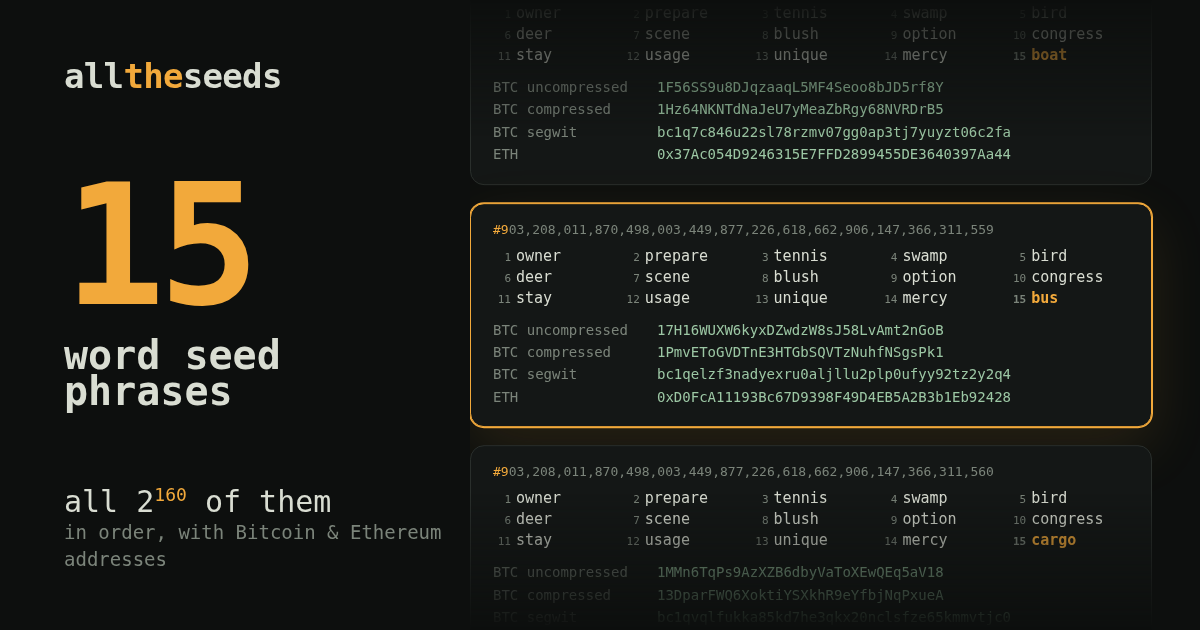 alltheseeds
15
word seed
phrases
all 2160 of them
in order, with Bitcoin & Ethereum
addresses
1 owner 2 prepare 3 tennis 4 swamp 5 bird
6 deer 7 scene 8 blush 9 option 10 congress
11 stay 12 usage 13 unique 14 mercy 15 boat
BTC uncompressed 1F56SS9u8DJqzaaqL5MF4Seoo8bJD5rf8Y
BTC compressed 1Hz64NKNTdNaJeU7yMeaZbRgy68NVRDrB5
BTC segwit bc1q7c846u22sl78rzmv07gg0ap3tj7yuyzt06c2fa
ETH 0x37Ac054D9246315E7FFD2899455DE3640397Aa44
#903,208,011,870,498,003,449,877,226,618,662,906,147,366,311,559
1 owner 2 prepare 3 tennis 4 swamp 5 bird
6 deer 7 scene 8 blush 9 option 10 congress
11 stay 12 usage 13 unique 14 mercy 15 bus
BTC uncompressed 17H16WUXW6kyxDZwdzW8sJ58LvAmt2nGoB
BTC compressed 1PmvEToGVDTnE3HTGbSQVTzNuhfNSgsPk1
BTC segwit bc1qelzf3nadyexru0aljllu2plp0ufyy92tz2y2q4
ETH 0xD0FcA11193Bc67D9398F49D4EB5A2B3b1Eb92428
#903,208,011,870,498,003,449,877,226,618,662,906,147,366,311,560
1 owner 2 prepare 3 tennis 4 swamp 5 bird
6 deer 7 scene 8 blush 9 option 10 congress
11 stay 12 usage 13 unique 14 mercy 15 cargo
BTC uncompressed 1MMn6TqPs9AzXZB6dbyVaToXEwQEq5aV18
BTC compressed 13DparFWQ6XoktiYSXkhR9eYfbjNqPxueA
BTC segwit